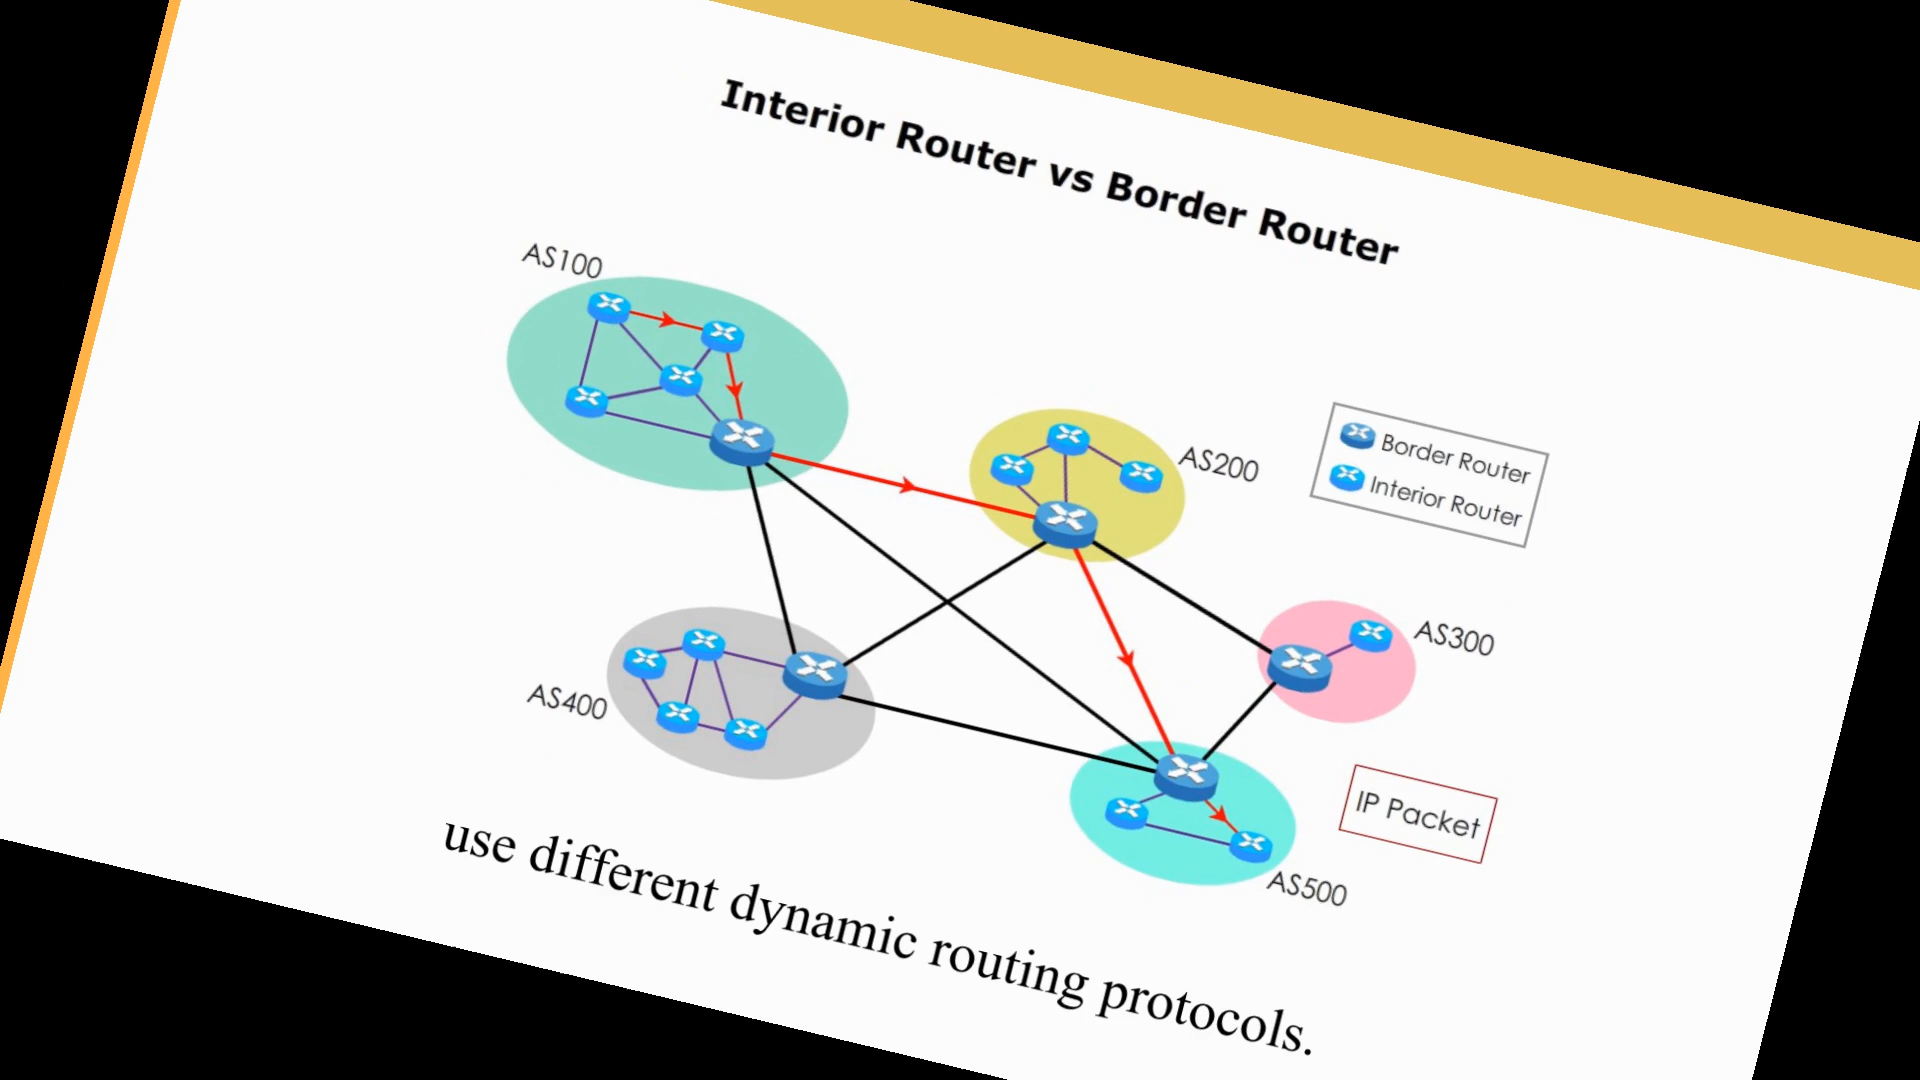 Interior Router vs Border Router
AS100
AS200
Border Router
Interior Router
AS300
AS400
IP Packet
AS500
use different dynamic routing protocols.